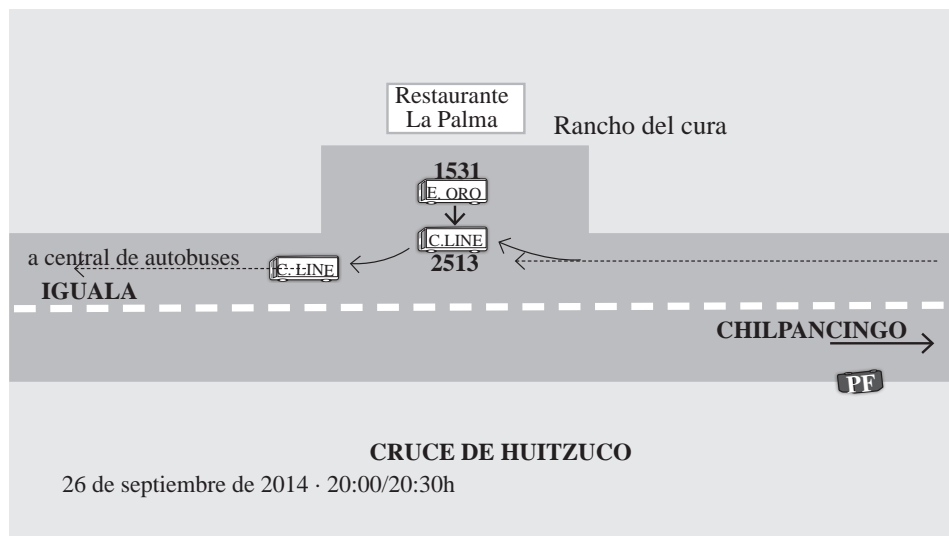 Restaurante
La Palma
Rancho del cura
1531
E. ORO
C.LINE
2513
a central de autobuses
C. LINE
IGUALA
CHILPANCINGO
PF
CRUCE DE HUITZUCO
26 de septiembre de 2014 · 20:00/20:30h